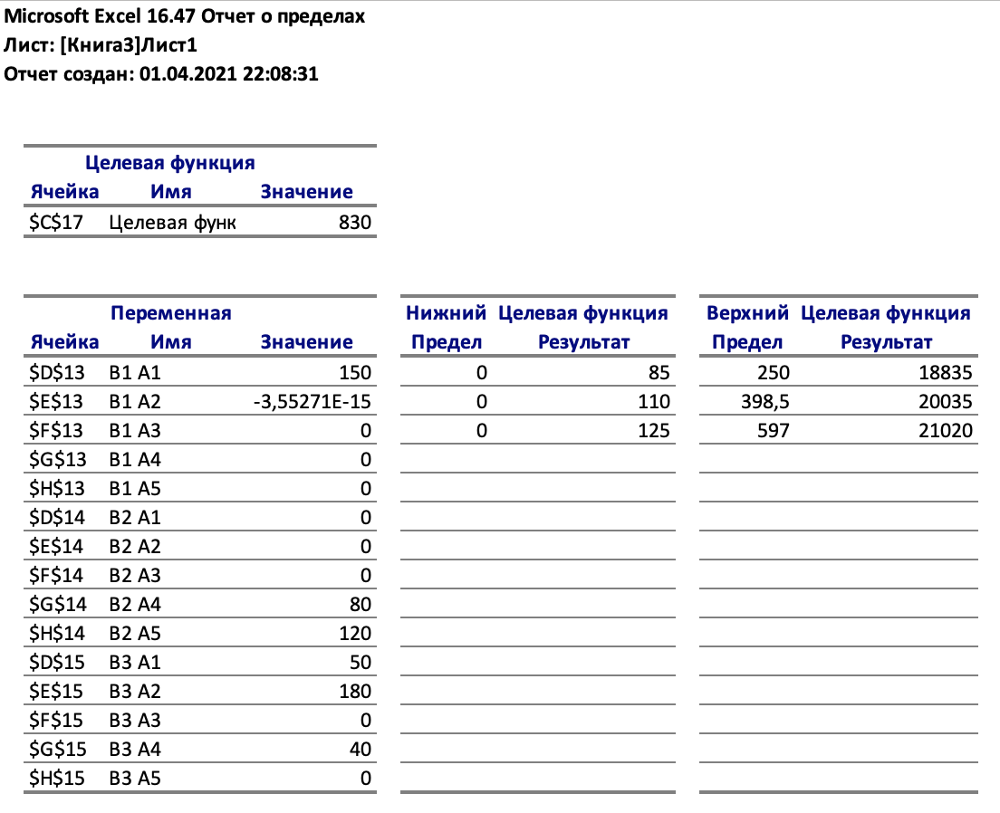 Microsoft Excel 16.47 Отчет о пределах
Лист: [Книга3]Лист1
Отчет создан: 01.04.2021 22:08:31
Целевая функция
Ячейка Имя Значение
$C$17 Целевая функ 830
Переменная Нижний Целевая функция Верхний Целевая функция
Ячейка Имя Значение Предел Результат Предел Результат
$D$13 B1 A1 150 0 85 250 18835
$E$13 B1 A2 -3,55271E-15 0 110 398,5 20035
$F$13 B1 A3 0 0 125 597 21020
$G$13 B1 A4 0
$H$13 B1 A5 0
$D$14 B2 A1 0
$E$14 B2 A2 0
$F$14 B2 A3 0
$G$14 B2 A4 80
$H$14 B2 A5 120
$D$15 B3 A1 50
$E$15 B3 A2 180
$F$15 B3 A3 0
$G$15 B3 A4 40
$H$15 B3 A5 0